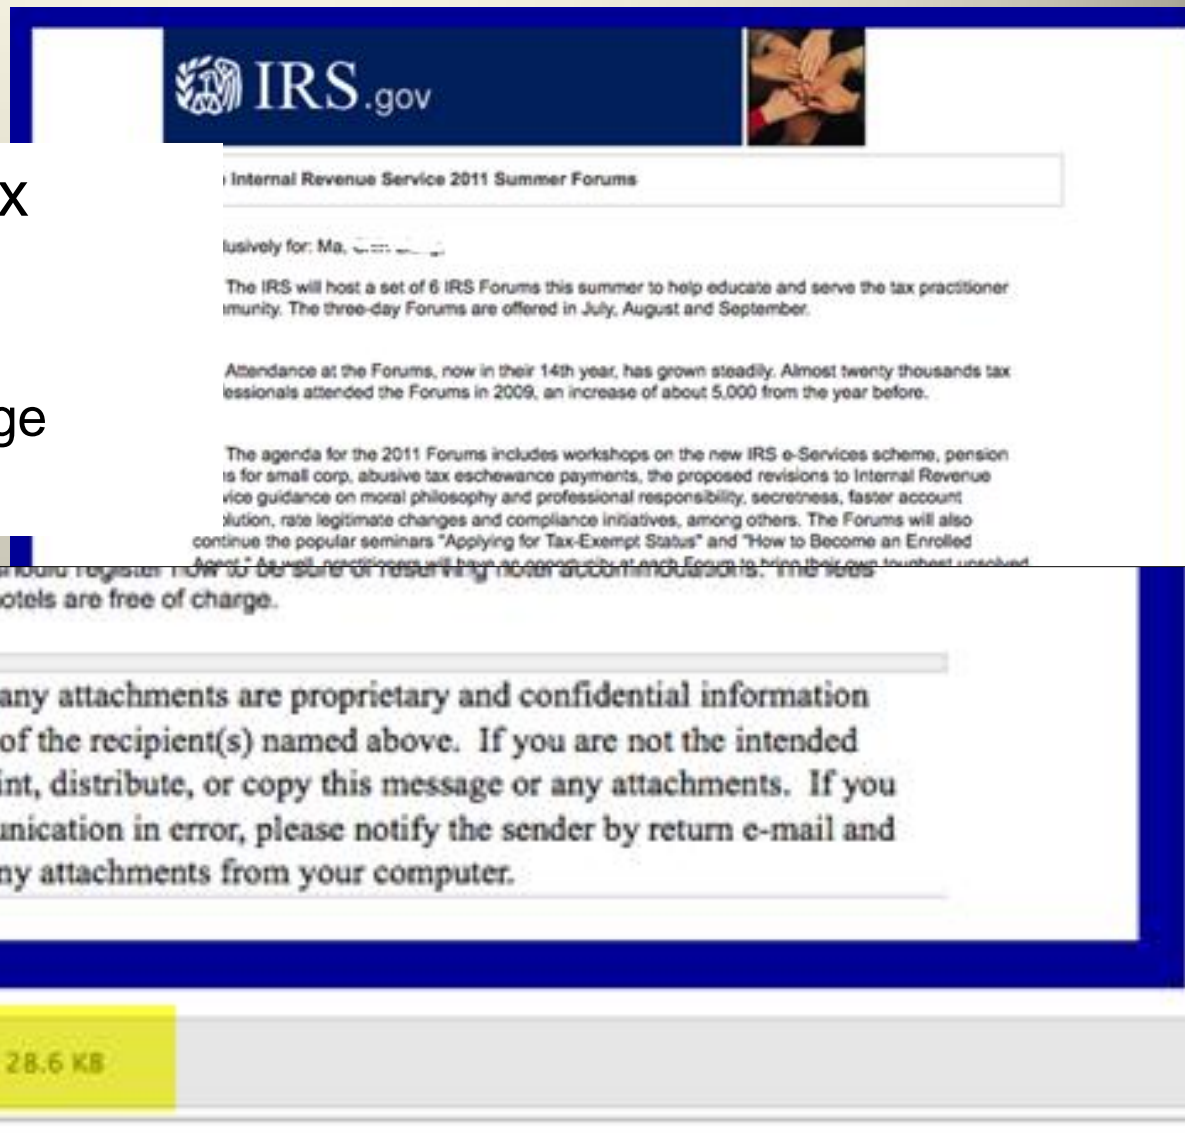 IRS.gov
x
Internal Revenue Service 2011 Summer Forums
lusively for: Ma,
The IRS will host a set of 6 IRS Forums this summer to help educate and serve the tax practitioner
mmunity. The three-day Forums are offered in July, August and September.
Attendance at the Forums, now in their 14th year, has grown steadily. Almost twenty thousands tax
essionals attended the Forums in 2009, an increase of about 5,000 from the year before.
ge
The agenda for the 2011 Forums includes workshops on the new IRS e-Services scheme, pension
ns for small corp, abusive tax eschewance payments, the proposed revisions to Internal Revenue
vice guidance on moral philosophy and professional responsibility, secretness, faster account
olution, rate legitimate changes and compliance initiatives, among others. The Forums will also
continue the popular seminars "Applying for Tax-Exempt Status" and "How to Become an Enrolled
otels are free of charge.
any attachments are proprietary and confidential information
of the recipient(s) named above. If you are not the intended
int, distribute, or copy this message or any attachments. If you
unication in error, please notify the sender by return e-mail and
ny attachments from your computer.
28.6 KB